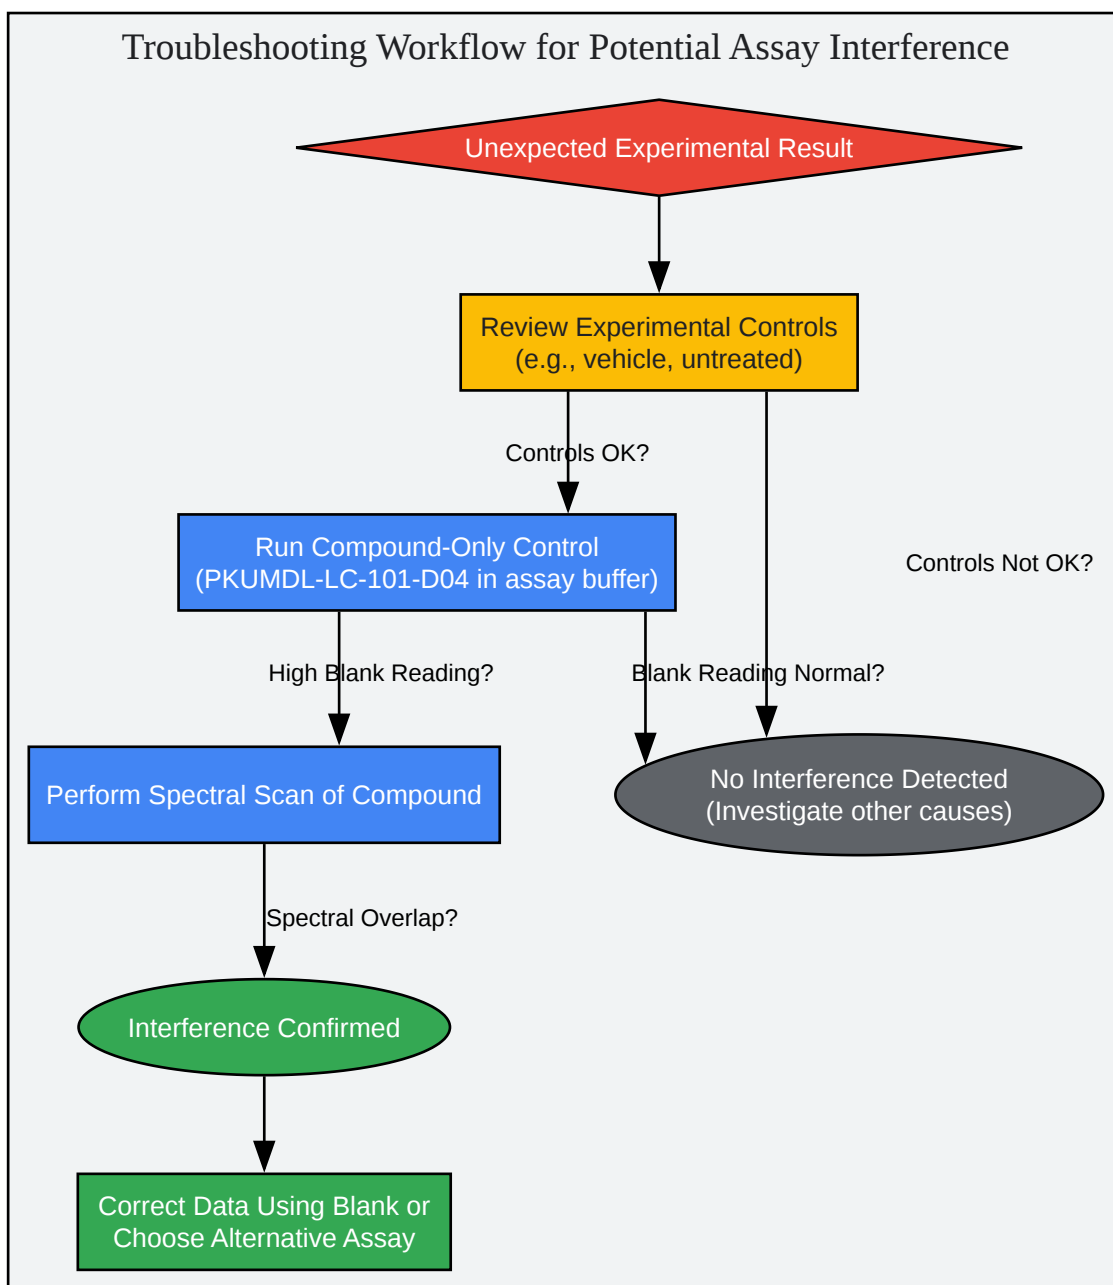 Troubleshooting Workflow for Potential Assay Interference
Unexpected Experimental Result
Review Experimental Controls
(e.g., vehicle, untreated)
Controls OK?
Run Compound-Only Control
(PKUMDL-LC-101-D04 in assay buffer)
Controls Not OK?
High Blank Reading?
Blank Reading Normal?
Perform Spectral Scan of Compound
No Interference Detected
(Investigate other causes)
Spectral Overlap?
Interference Confirmed
Correct Data Using Blank or
Choose Alternative Assay